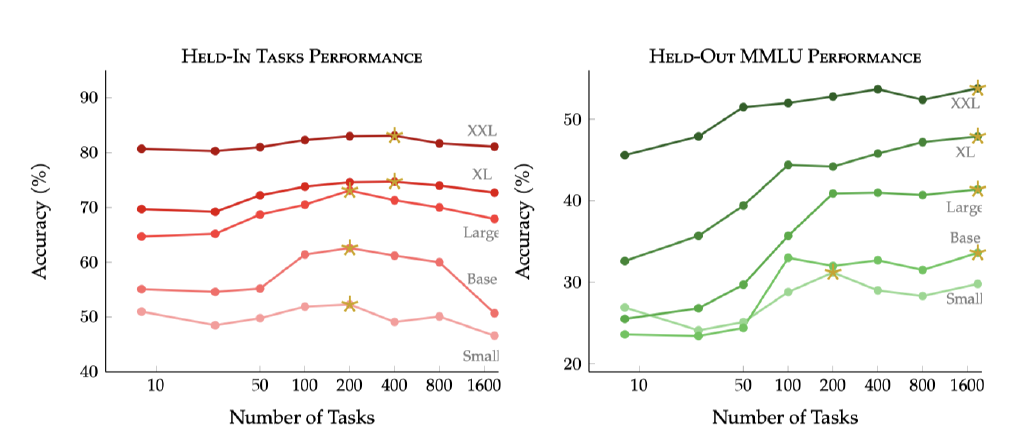 HELD-IN TASKS PERFORMANCE
90
80
70
60
50
40
10 50 100 200 400 800 1600
Accuracy (%)
Number of Tasks
XXL
XL
Large
Base
Small
HELD-OUT MMLU PERFORMANCE
50
40
30
20
10 50 100 200 400 800 1600
Accuracy (%)
Number of Tasks
XXL
XL
Large
Base
Small